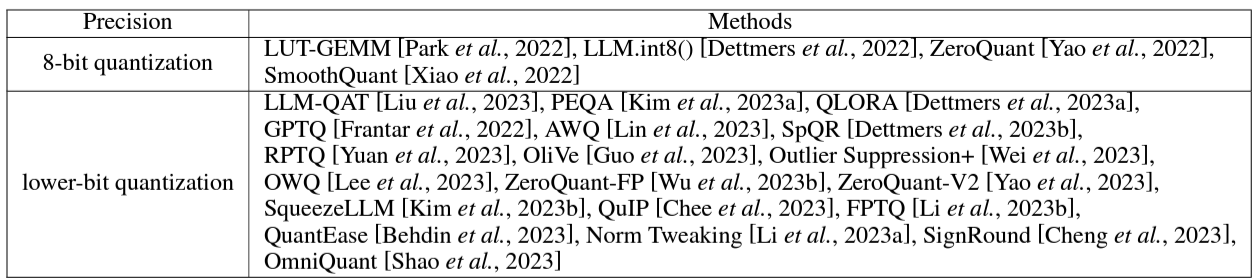 Precision Methods
8-bit quantization
LUT-GEMM [Park et al., 2022], LLM.int8() [Dettmers et al., 2022], ZeroQuant [Yao et al., 2022],
SmoothQuant [Xiao et al., 2022]
lower-bit quantization
LLM-QAT [Liu et al., 2023], PEQA [Kim et al., 2023a], QLORA [Dettmers et al., 2023a],
GPTQ [Frantar et al., 2022], AWQ [Lin et al., 2023], SpQR [Dettmers et al., 2023b],
RPTQ [Yuan et al., 2023], OliVe [Guo et al., 2023], Outlier Suppression+ [Wei et al., 2023],
OWQ [Lee et al., 2023], ZeroQuant-FP [Wu et al., 2023b], ZeroQuant-V2 [Yao et al., 2023],
SqueezeLLM [Kim et al., 2023b], QuIP [Chee et al., 2023], FPTQ [Li et al., 2023b],
QuantEase [Behdin et al., 2023], Norm Tweaking [Li et al., 2023a], SignRound [Cheng et al., 2023],
OmniQuant [Shao et al., 2023]